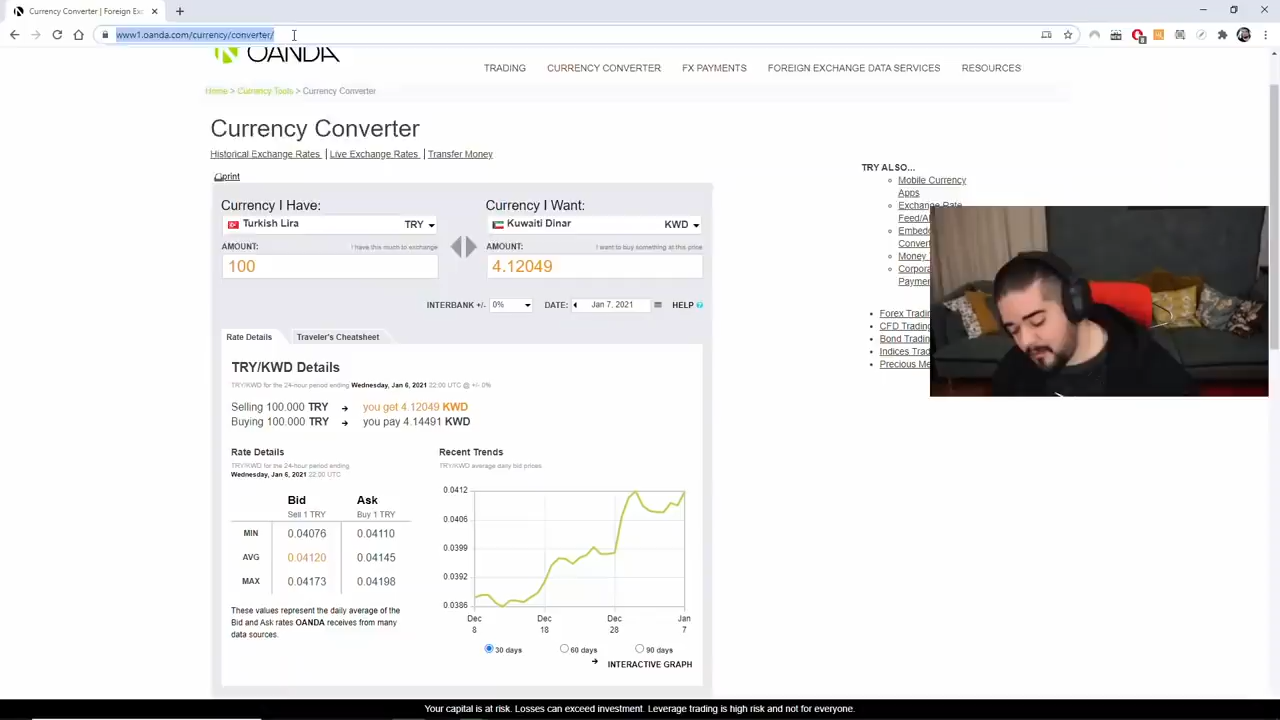 Currency Converter | Foreign Ex
www1.oanda.com/currency/converter/
OANDA
TRADING CURRENCY CONVERTER FX PAYMENTS FOREIGN EXCHANGE DATA SERVICES RESOURCES
Home > Currency Tools > Currency Converter
Currency Converter
Historical Exchange Rates | Live Exchange Rates | Transfer Money
print
Currency I Have:
Turkish Lira TRY
AMOUNT: I have this much to exchange
100
Currency I Want:
Kuwaiti Dinar KWD
AMOUNT: I want to buy something at this price
4.12049
INTERBANK +/- 0% DATE: Jan 7, 2021 HELP
Rate Details Traveler's Cheatsheet
TRY/KWD Details
TRY/KWD for the 24-hour period ending Wednesday, Jan 6, 2021 22:00 UTC @ +/- 0%
Selling 100.000 TRY you get 4.12049 KWD
Buying 100.000 TRY you pay 4.14491 KWD
Rate Details
TRY/KWD for the 24-hour period ending
Wednesday, Jan 6, 2021 22:00 UTC
Bid Ask
Sell 1 TRY Buy 1 TRY
MIN 0.04076 0.04110
AVG 0.04120 0.04145
MAX 0.04173 0.04198
These values represent the daily average of the
Bid and Ask rates OANDA receives from many
data sources.
Recent Trends
TRY/KWD average daily bid prices.
0.0412
0.0406
0.0399
0.0392
0.0386
Dec Dec Dec Jan
8 18 28 7
30 days 60 days 90 days
INTERACTIVE GRAPH
TRY ALSO...
Mobile Currency
Apps
Exchange Rate
Feed/A
Embed
Conver
Money
Corpora
Payme
Forex Tradi
CFD Trading
Bond Tradin
Indices Trad
Precious Me
Your capital is at risk. Losses can exceed investment. Leverage trading is high risk and not for everyone.